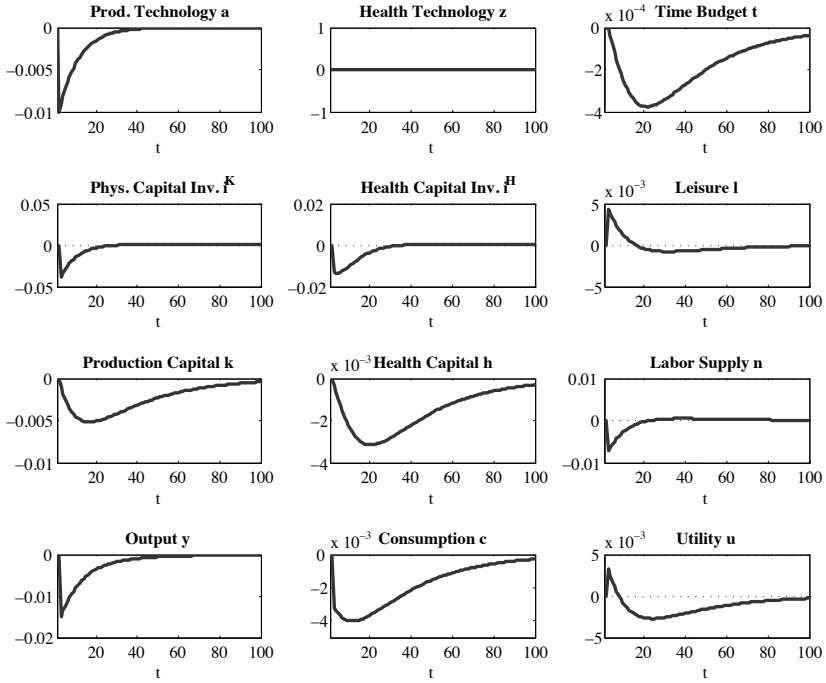 Prod. Technology a
0
−0.005
−0.01
20 40 60 80 100
t
Health Technology z
1
0
−1
20 40 60 80 100
t
x 10⁻⁴ Time Budget t
0
−2
−4
20 40 60 80 100
t
Phys. Capital Inv. i^K
0.05
0
−0.05
20 40 60 80 100
t
Health Capital Inv. i^H
0.02
0
−0.02
20 40 60 80 100
t
x 10⁻³ Leisure l
5
0
−5
20 40 60 80 100
t
Production Capital k
0
−0.005
−0.01
20 40 60 80 100
t
x 10⁻³ Health Capital h
0
−2
−4
20 40 60 80 100
t
Labor Supply n
0.01
0
−0.01
20 40 60 80 100
t
Output y
0
−0.01
−0.02
20 40 60 80 100
t
x 10⁻³ Consumption c
0
−2
−4
20 40 60 80 100
t
x 10⁻³ Utility u
5
0
−5
20 40 60 80 100
t